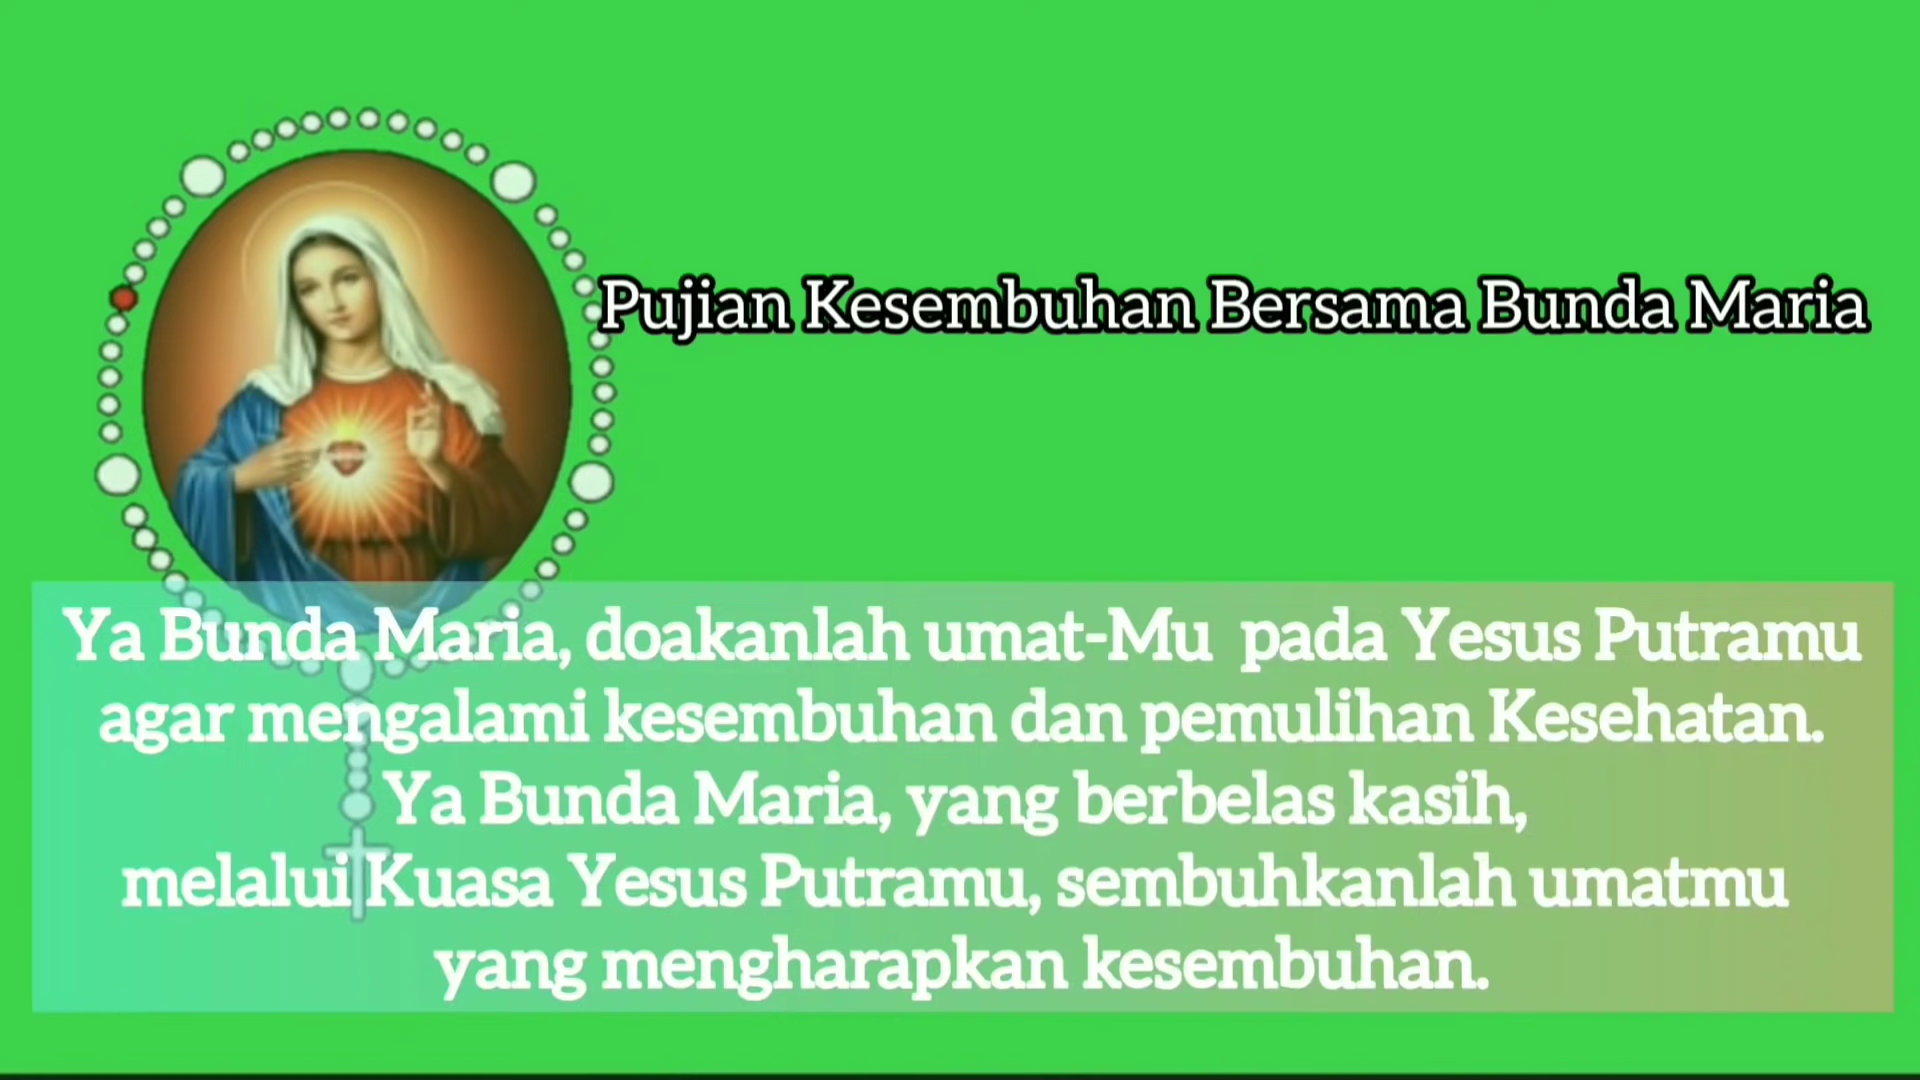 Pujian Kesembuhan Bersama Bunda Maria
Ya Bunda Maria, doakanlah umat-Mu pada Yesus Putramu
agar mengalami kesembuhan dan pemulihan Kesehatan.
Ya Bunda Maria, yang berbelas kasih,
melalui Kuasa Yesus Putramu, sembuhkanlah umatmu
yang mengharapkan kesembuhan.